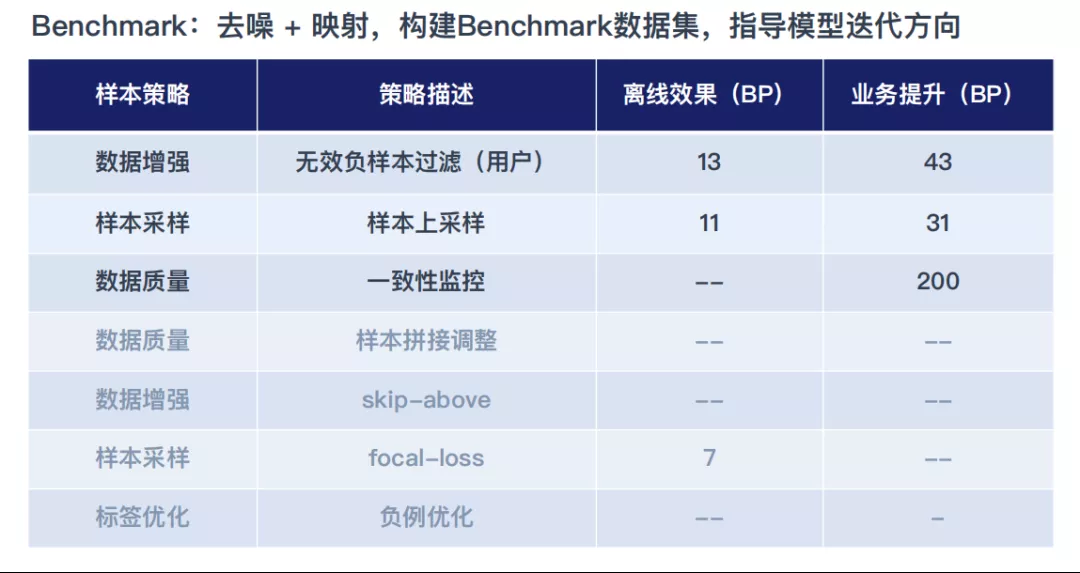 Benchmark：去噪 + 映射，构建Benchmark数据集，指导模型迭代方向
样本策略 策略描述 离线效果（BP） 业务提升（BP）
数据增强 无效负样本过滤（用户） 13 43
样本采样 样本上采样 11 31
数据质量 一致性监控 -- 200
数据质量 样本拼接调整 -- --
数据增强 skip-above -- --
样本采样 focal-loss 7 --
标签优化 负例优化 -- -